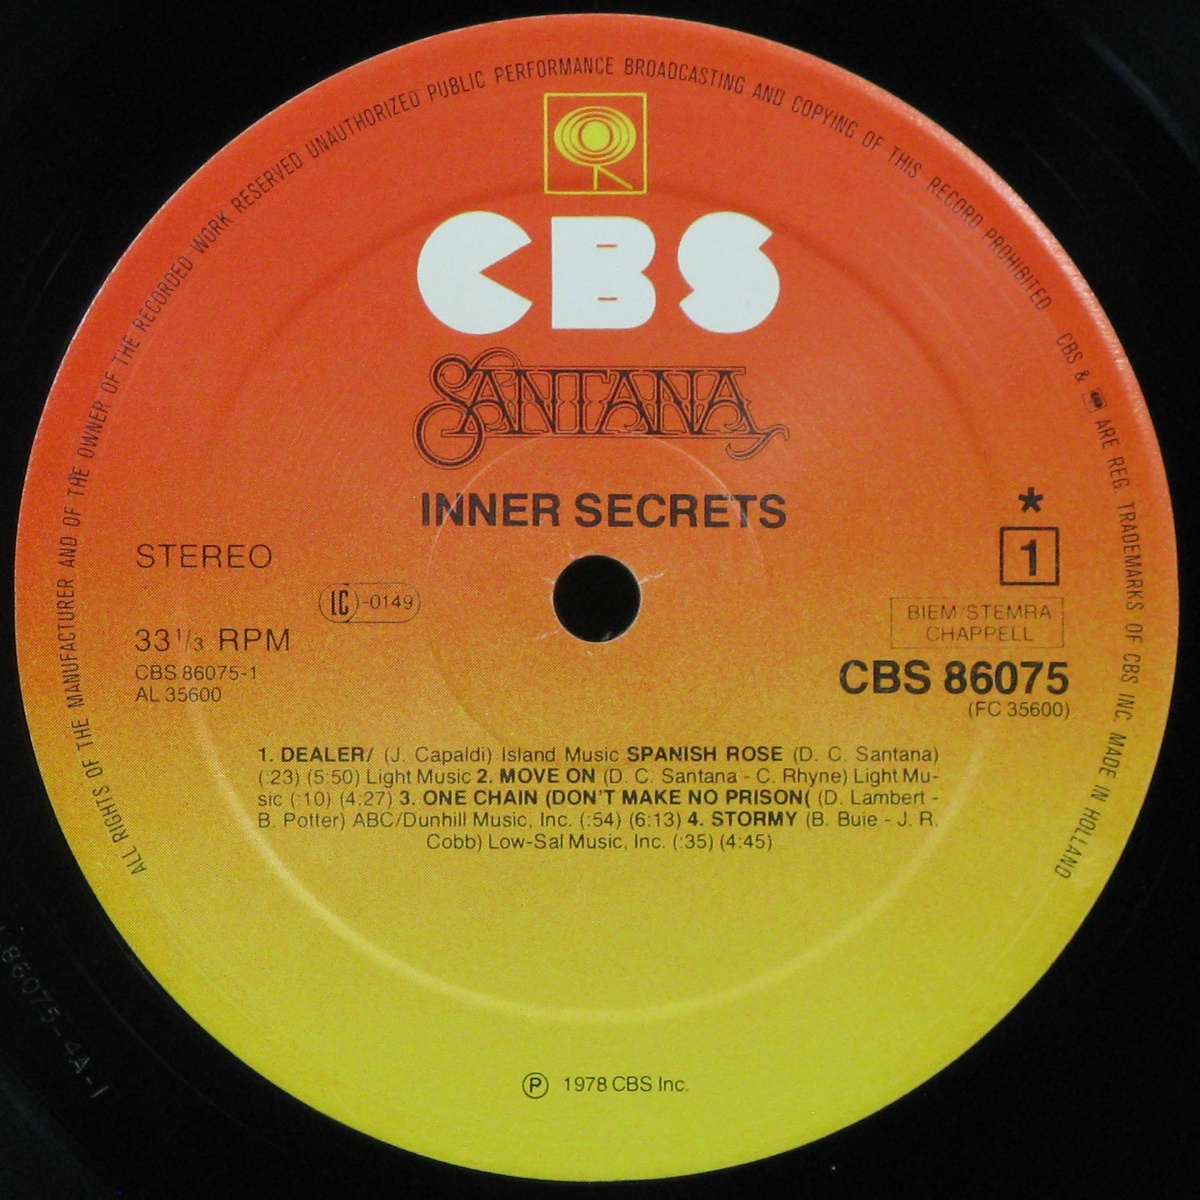 ALL RIGHTS OF THE MANUFACTURER AND OF THE OWNER OF THE RECORDED WORK RESERVED UNAUTHORIZED PUBLIC PERFORMANCE BROADCASTING AND COPYING OF THIS RECORD PROHIBITED CBS & ARE REG. TRADEMARKS OF CBS INC. MADE IN HOLLAND
CBS
SANTANA
INNER SECRETS
STEREO
LC-0149
33 1/3 RPM
CBS 86075-1
AL 35600
*
1
BIEM/STEMRA
CHAPPELL
CBS 86075
(FC 35600)
1. DEALER/ (J. Capaldi) Island Music SPANISH ROSE (D. C. Santana)
(:23) (5:50) Light Music 2. MOVE ON (D. C. Santana - C. Rhyne) Light Mu-
sic (:10) (4:27) 3. ONE CHAIN (DON'T MAKE NO PRISON( (D. Lambert -
B. Potter) ABC/Dunhill Music, Inc. (:54) (6:13) 4. STORMY (B. Buie - J. R.
Cobb) Low-Sal Music, Inc. (:35) (4:45)
℗ 1978 CBS Inc.
86075-4A-1